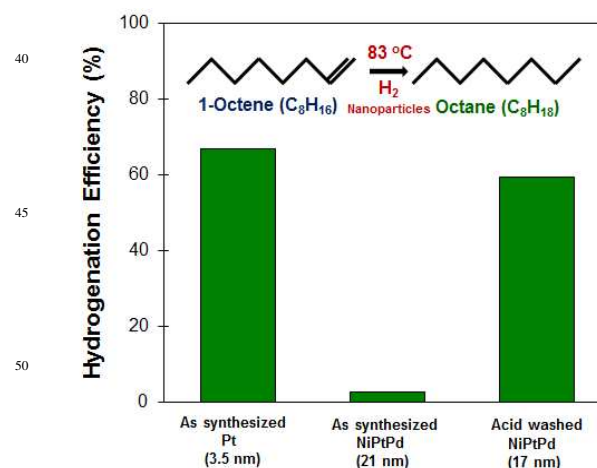 40
45
50
Hydrogenation Efficiency (%)
100
80
60
40
20
0
83 °C
H₂
Nanoparticles
1-Octene (C₈H₁₆)
Octane (C₈H₁₈)
As synthesized
Pt
(3.5 nm)
As synthesized
NiPtPd
(21 nm)
Acid washed
NiPtPd
(17 nm)